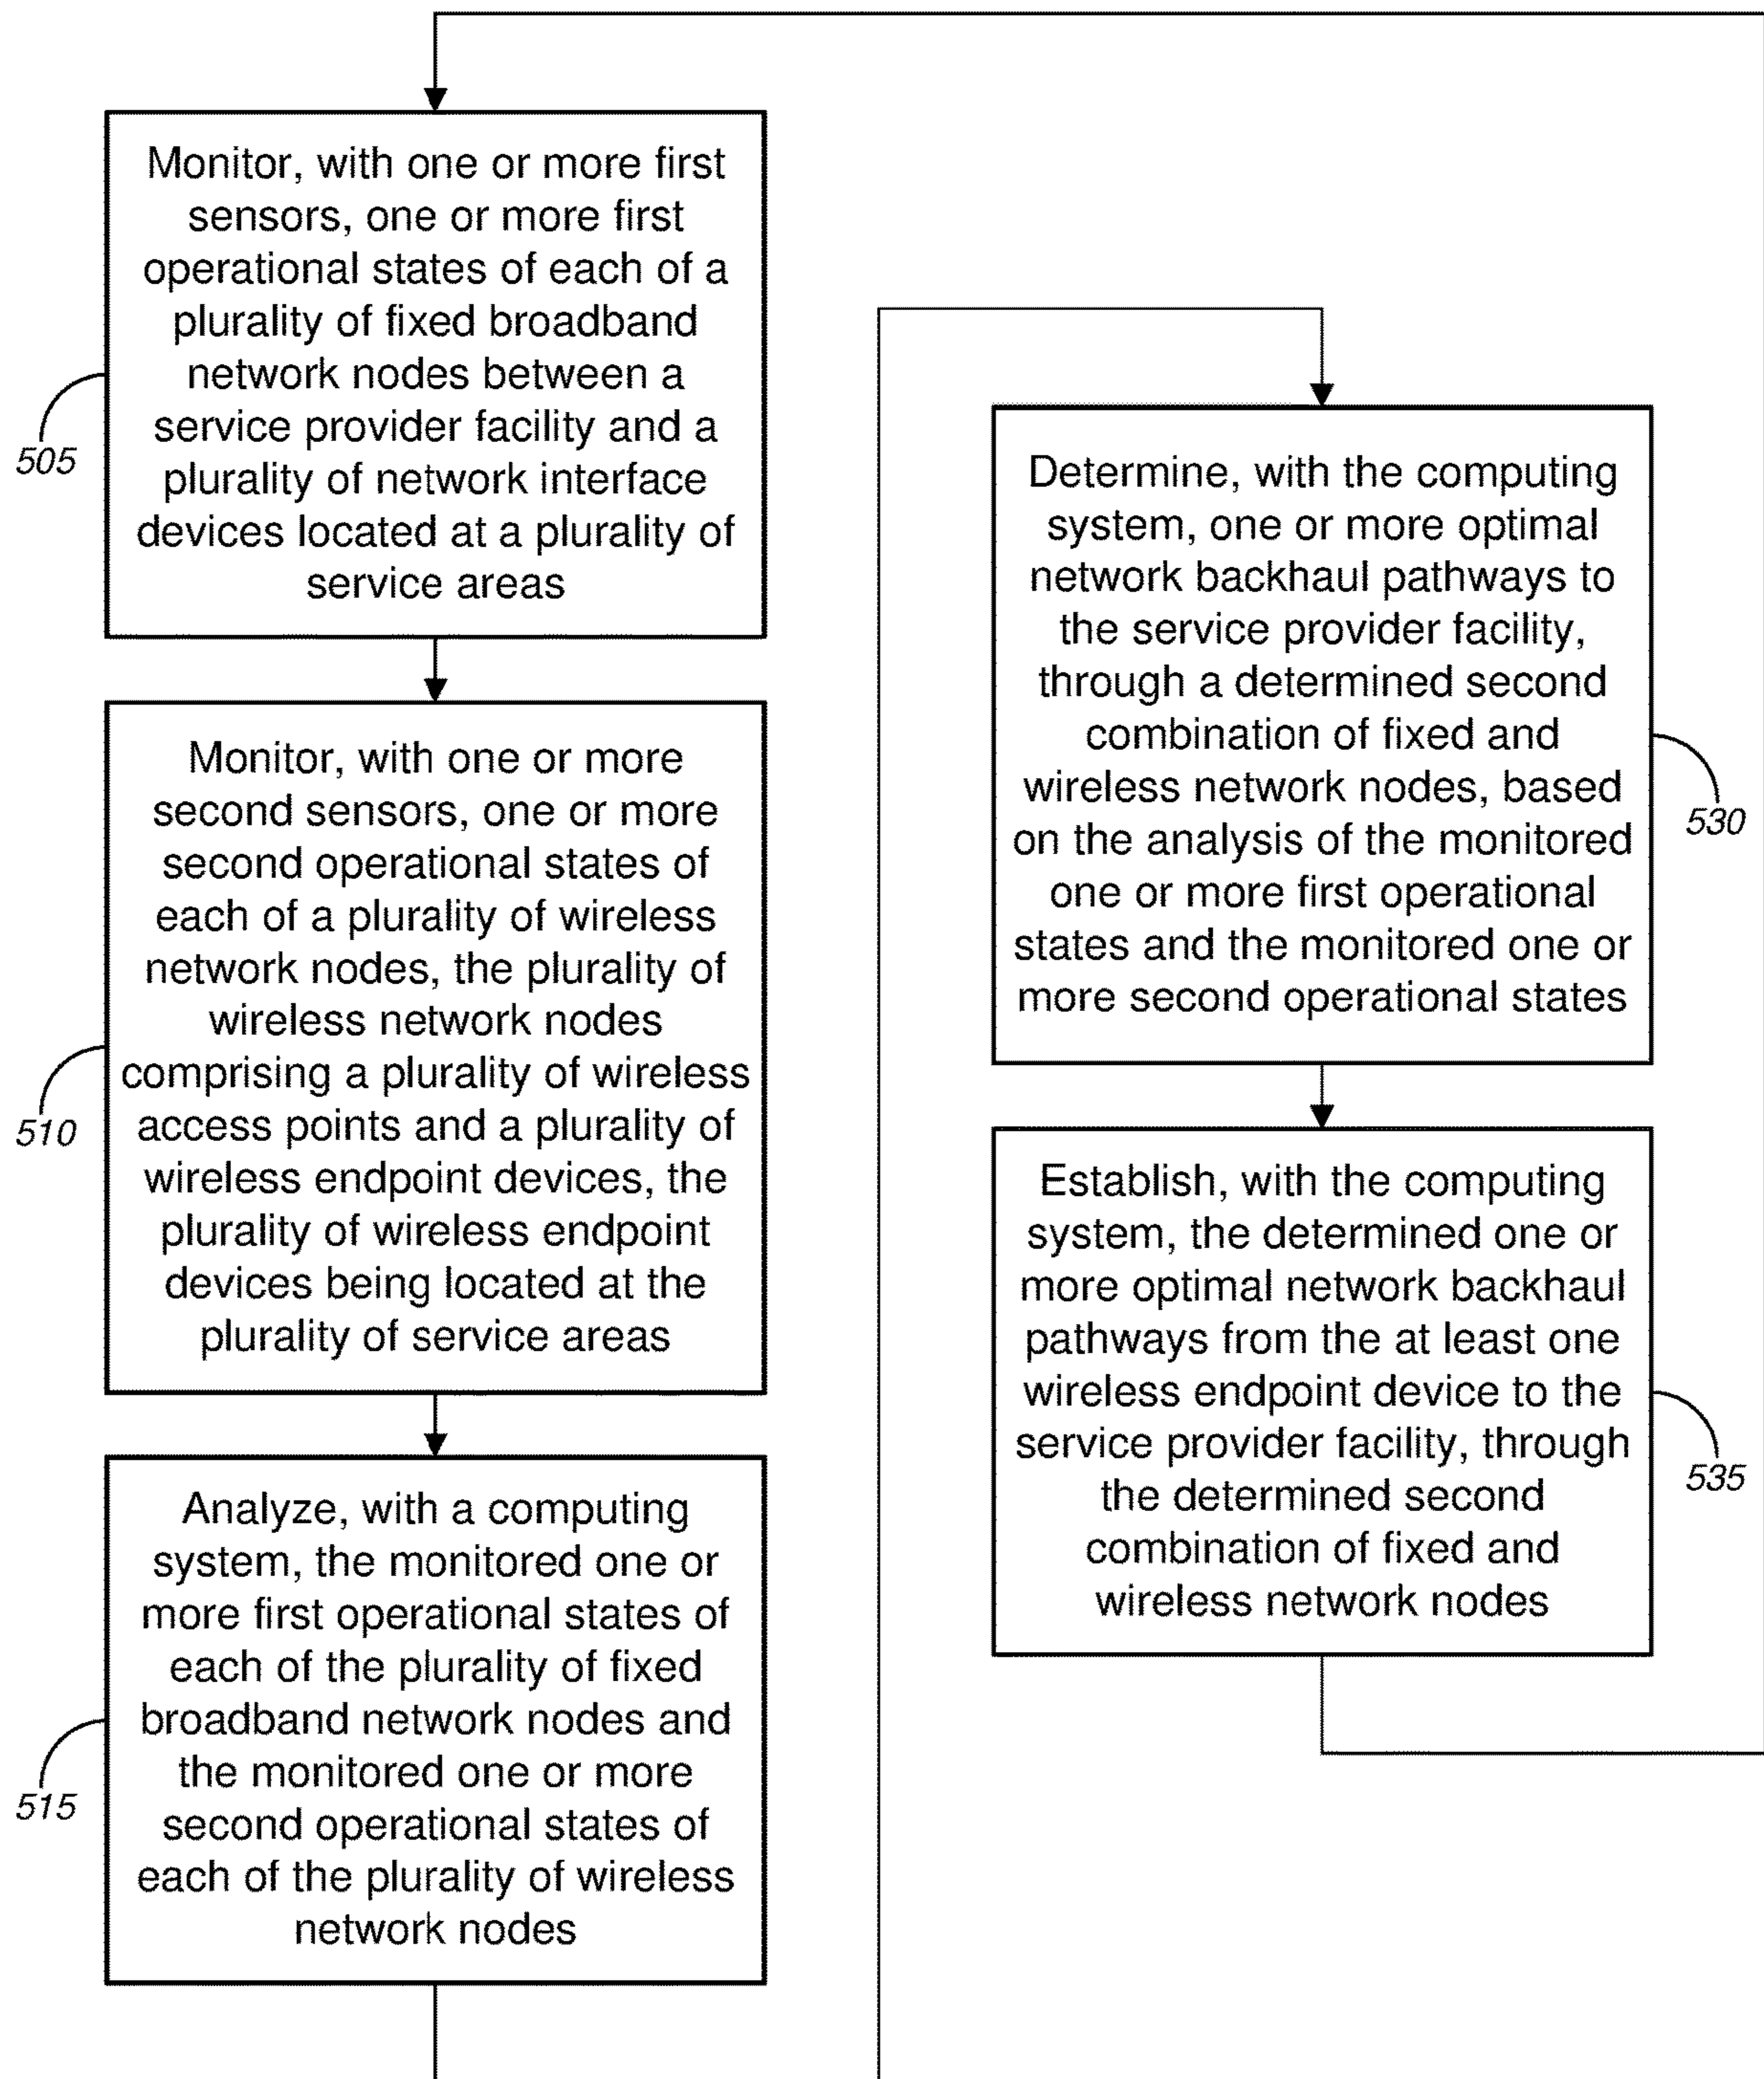 Monitor, with one or more first
sensors, one or more first
operational states of each of a
plurality of fixed broadband
network nodes between a
service provider facility and a
plurality of network interface
devices located at a plurality of
service areas
505
Monitor, with one or more
second sensors, one or more
second operational states of
each of a plurality of wireless
network nodes, the plurality of
wireless network nodes
comprising a plurality of wireless
access points and a plurality of
wireless endpoint devices, the
plurality of wireless endpoint
devices being located at the
plurality of service areas
510
Analyze, with a computing
system, the monitored one or
more first operational states of
each of the plurality of fixed
broadband network nodes and
the monitored one or more
second operational states of
each of the plurality of wireless
network nodes
515
Determine, with the computing
system, one or more optimal
network backhaul pathways to
the service provider facility,
through a determined second
combination of fixed and
wireless network nodes, based
on the analysis of the monitored
one or more first operational
states and the monitored one or
more second operational states
530
Establish, with the computing
system, the determined one or
more optimal network backhaul
pathways from the at least one
wireless endpoint device to the
service provider facility, through
the determined second
combination of fixed and
wireless network nodes
535